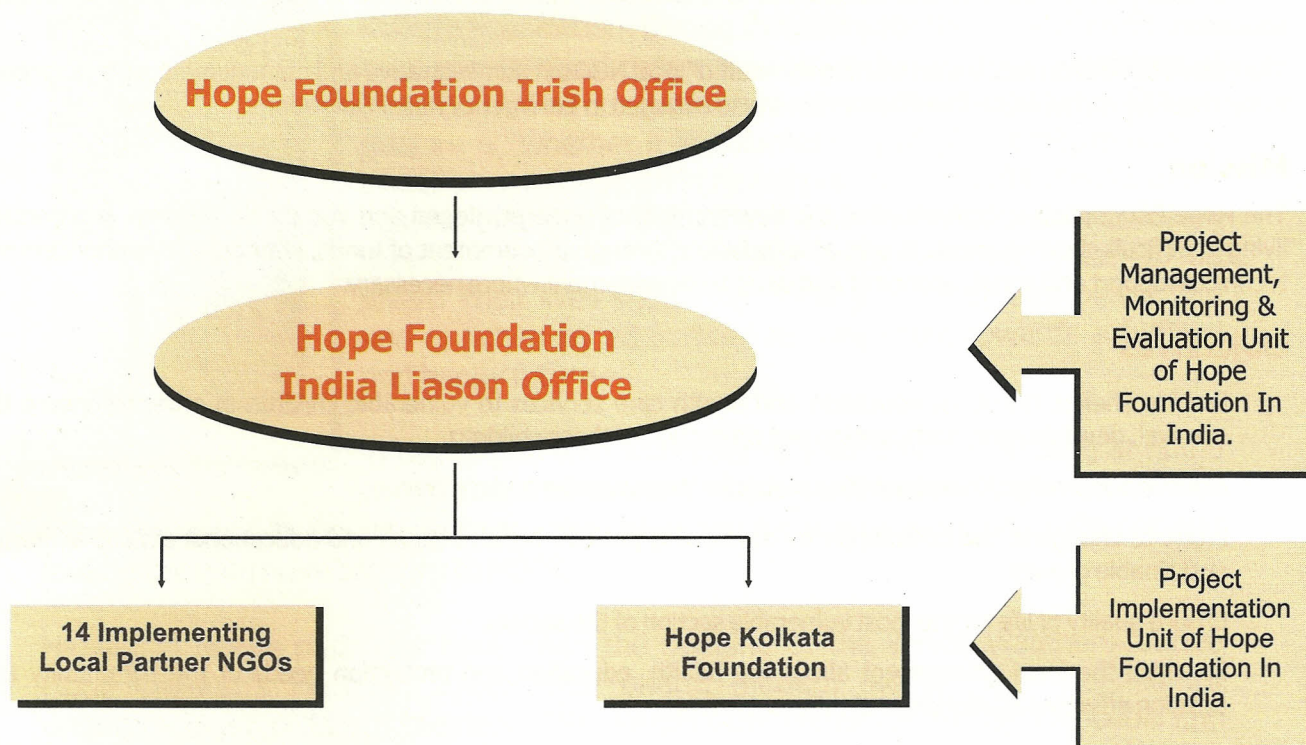 Hope Foundation Irish Office
Hope Foundation
India Liason Office
Project
Management,
Monitoring &
Evaluation Unit
of Hope
Foundation In
India.
14 Implementing
Local Partner NGOs
Hope Kolkata
Foundation
Project
Implementation
Unit of Hope
Foundation In
India.